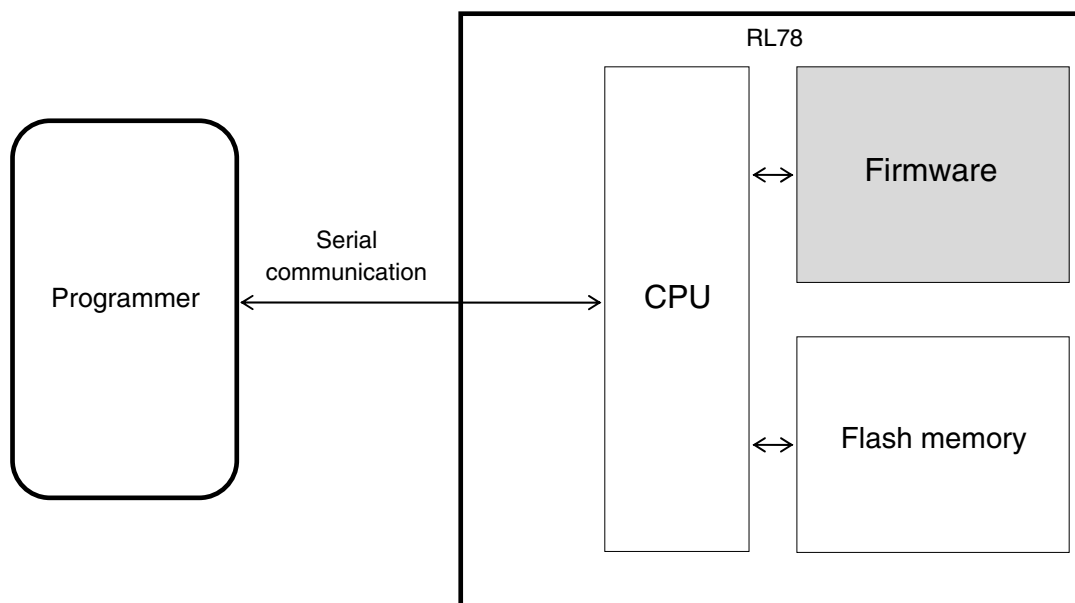 RL78
Firmware
Serial
communication
Programmer
CPU
Flash memory